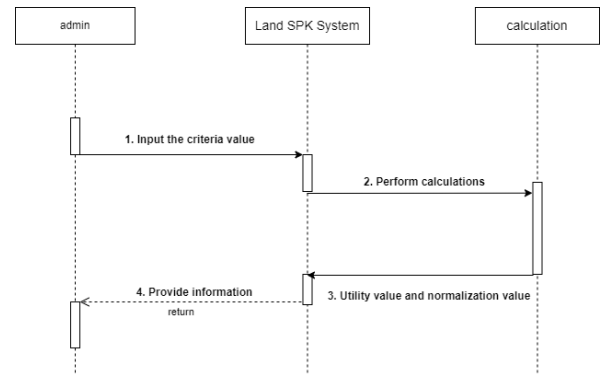 admin
Land SPK System
calculation
1. Input the criteria value
2. Perform calculations
3. Utility value and normalization value
4. Provide information
return